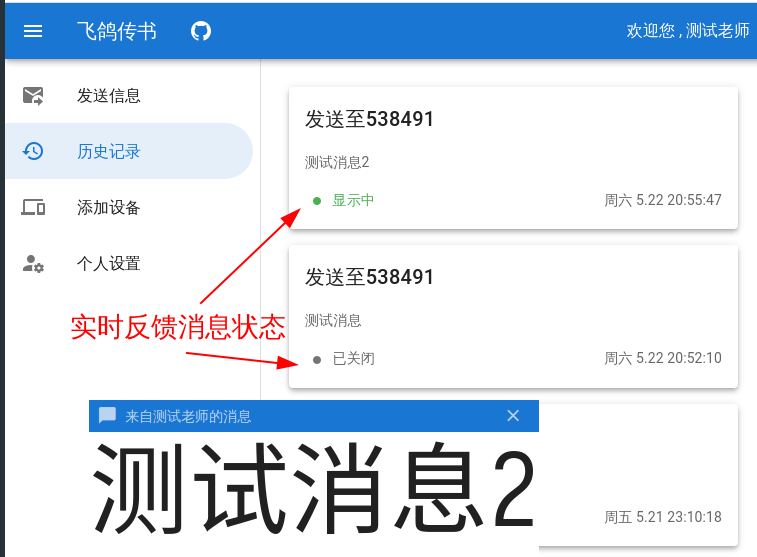 飞鸽传书
欢迎您 , 测试老师
发送信息
历史记录
添加设备
个人设置
发送至538491
测试消息2
显示中
周六 5.22 20:55:47
发送至538491
测试消息
已关闭
周六 5.22 20:52:10
实时反馈消息状态
周五 5.21 23:10:18
来自测试老师的消息
测试消息2